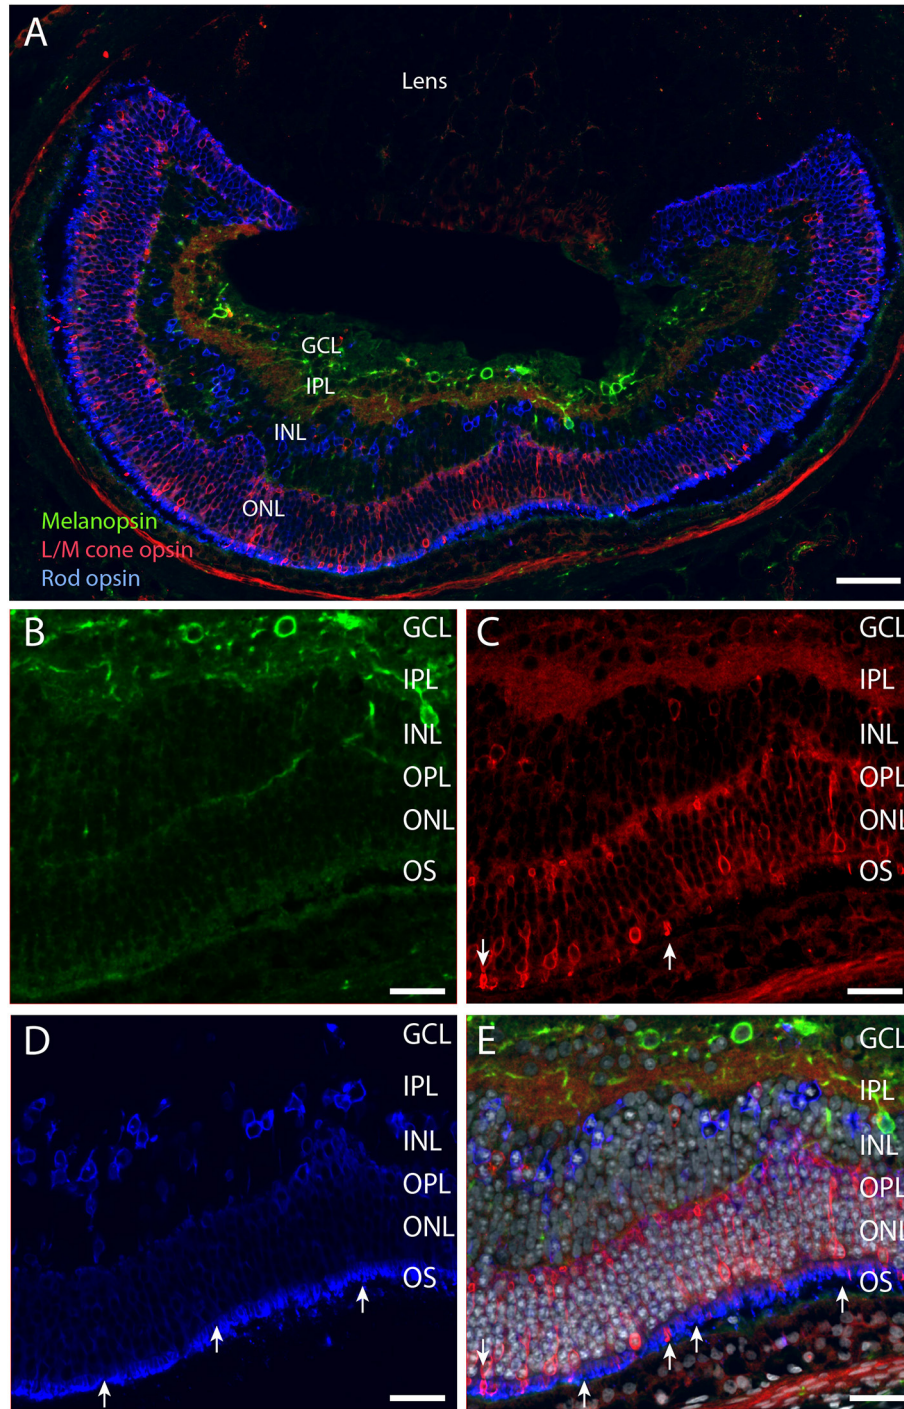 A
Lens
GCL
IPL
INL
ONL
Melanopsin
L/M cone opsin
Rod opsin
B
GCL
IPL
INL
OPL
ONL
OS
C
GCL
IPL
INL
OPL
ONL
OS
D
GCL
IPL
INL
OPL
ONL
OS
E
GCL
IPL
INL
OPL
ONL
OS